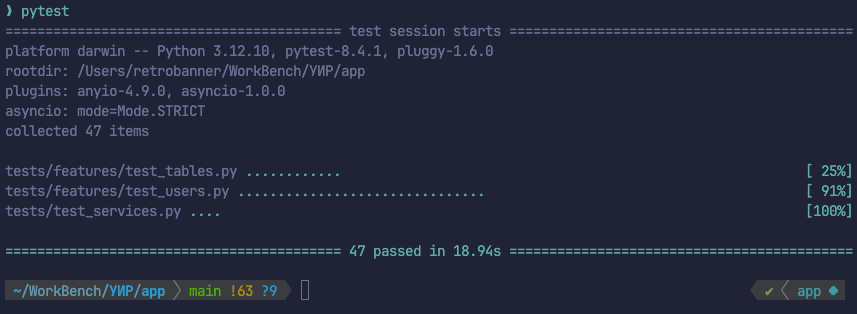 ❱ pytest
========================================== test session starts ===========================================
platform darwin -- Python 3.12.10, pytest-8.4.1, pluggy-1.6.0
rootdir: /Users/retrobanner/WorkBench/УИР/app
plugins: anyio-4.9.0, asyncio-1.0.0
asyncio: mode=Mode.STRICT
collected 47 items
tests/features/test_tables.py ............ [ 25%]
tests/features/test_users.py ............................... [ 91%]
tests/test_services.py .... [100%]
========================================== 47 passed in 18.94s ===========================================
~/WorkBench/УИР/app main !63 ?9 ✔ app